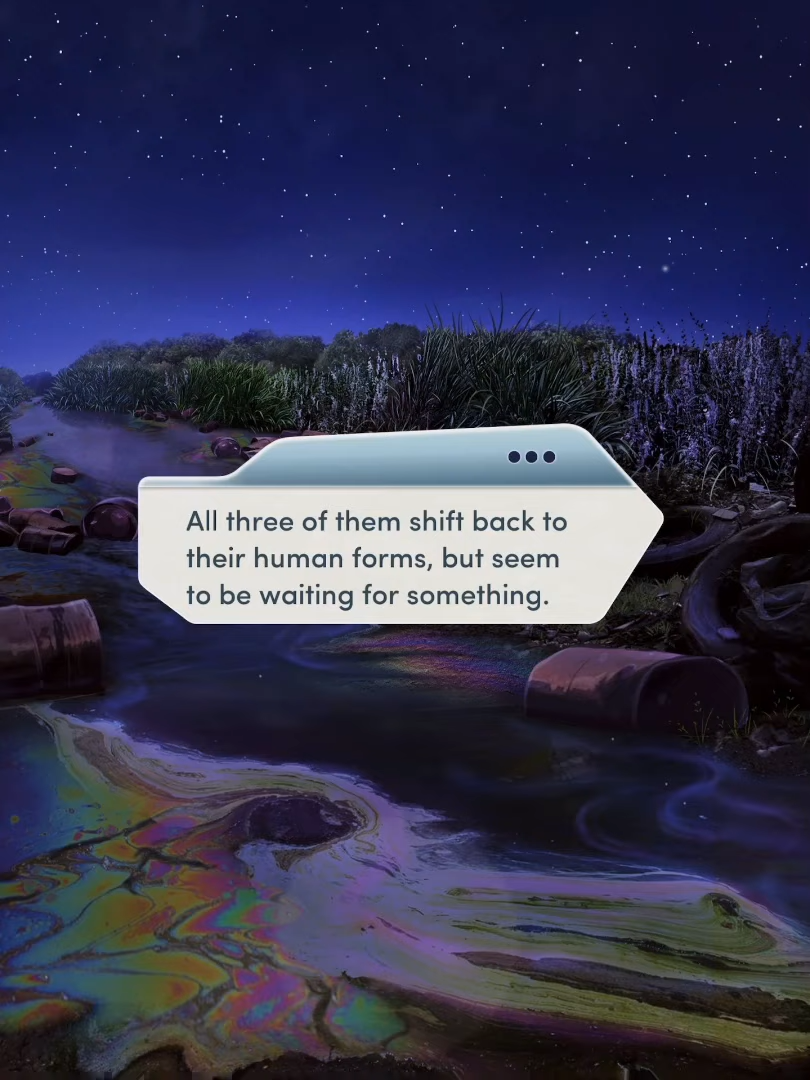 All three of them shift back to
their human forms, but seem
to be waiting for something.